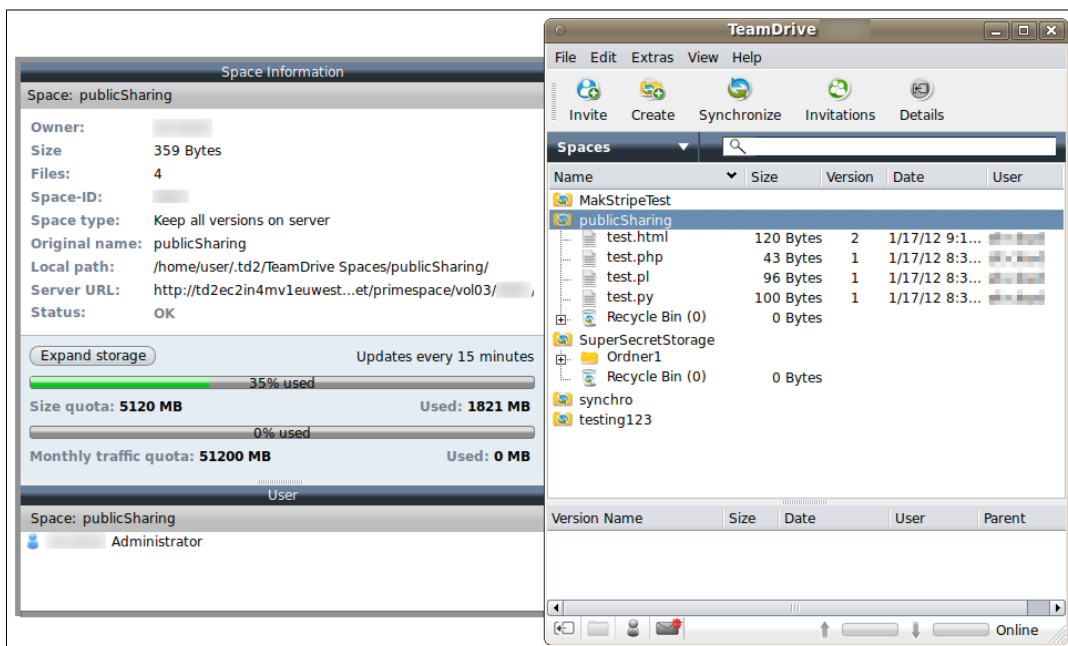 Space Information
Space: publicSharing
Owner:
Size 359 Bytes
Files: 4
Space-ID:
Space type: Keep all versions on server
Original name: publicSharing
Local path: /home/user/.td2/TeamDrive Spaces/publicSharing/
Server URL: http://td2ec2in4mv1euwest...et/primespace/vol03/ /
Status: OK
Expand storage Updates every 15 minutes
35% used
Size quota: 5120 MB Used: 1821 MB
0% used
Monthly traffic quota: 51200 MB Used: 0 MB
User
Space: publicSharing
Administrator
TeamDrive
File Edit Extras View Help
Invite Create Synchronize Invitations Details
Spaces
Name Size Version Date User
MakStripeTest
publicSharing
test.html 120 Bytes 2 1/17/12 9:1...
test.php 43 Bytes 1 1/17/12 8:3...
test.pl 96 Bytes 1 1/17/12 8:3...
test.py 100 Bytes 1 1/17/12 8:3...
Recycle Bin (0) 0 Bytes
SuperSecretStorage
Ordner1
Recycle Bin (0) 0 Bytes
synchro
testing123
Version Name Size Date User Parent
Online